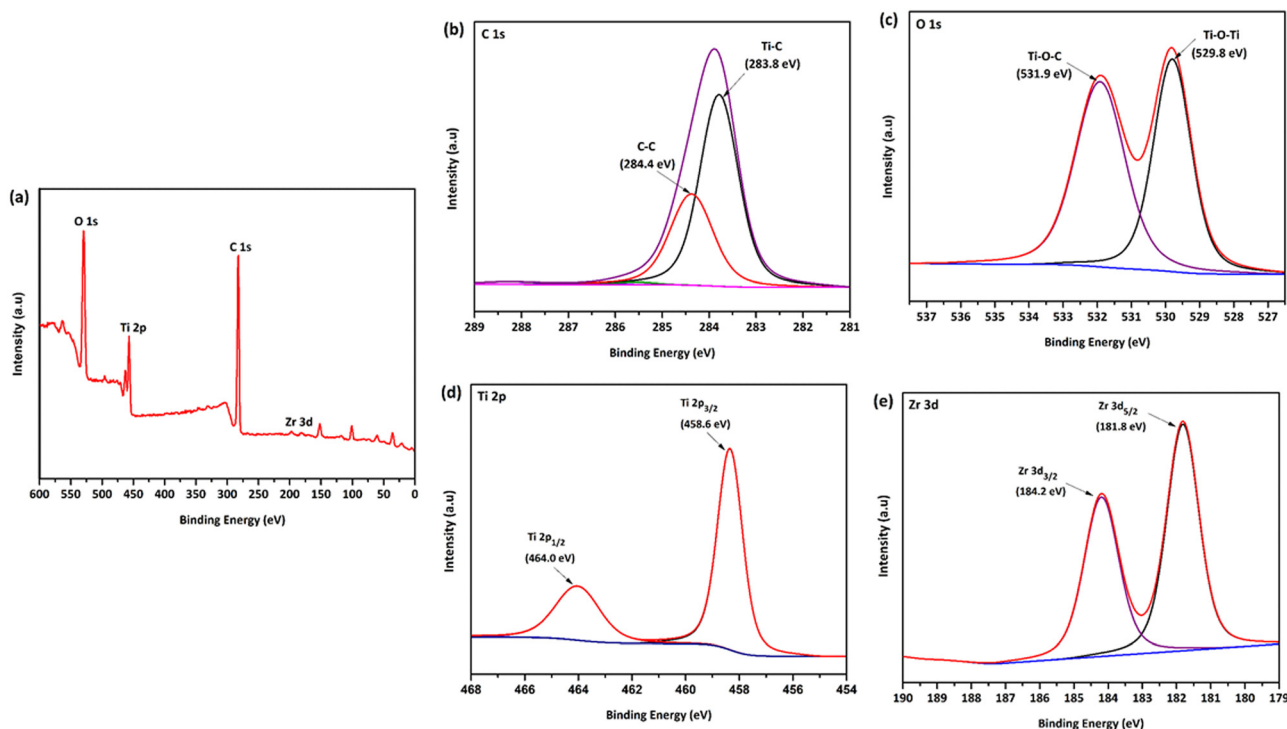 (a)
O 1s
C 1s
Ti 2p
Zr 3d
Intensity (a.u)
600 550 500 450 400 350 300 250 200 150 100 50 0
Binding Energy (eV)
(b)
C 1s
Ti-C
(283.8 eV)
C-C
(284.4 eV)
Intensity (a.u)
289 288 287 286 285 284 283 282 281
Binding Energy (eV)
(c)
O 1s
Ti-O-Ti
(529.8 eV)
Ti-O-C
(531.9 eV)
Intensity (a.u)
537 536 535 534 533 532 531 530 529 528 527
Binding Energy (eV)
(d)
Ti 2p
Ti 2p3/2
(458.6 eV)
Ti 2p1/2
(464.0 eV)
Intensity (a.u)
468 466 464 462 460 458 456 454
Binding Energy (eV)
(e)
Zr 3d
Zr 3d5/2
(181.8 eV)
Zr 3d3/2
(184.2 eV)
Intensity (a.u)
190 189 188 187 186 185 184 183 182 181 180 179
Binding Energy (eV)